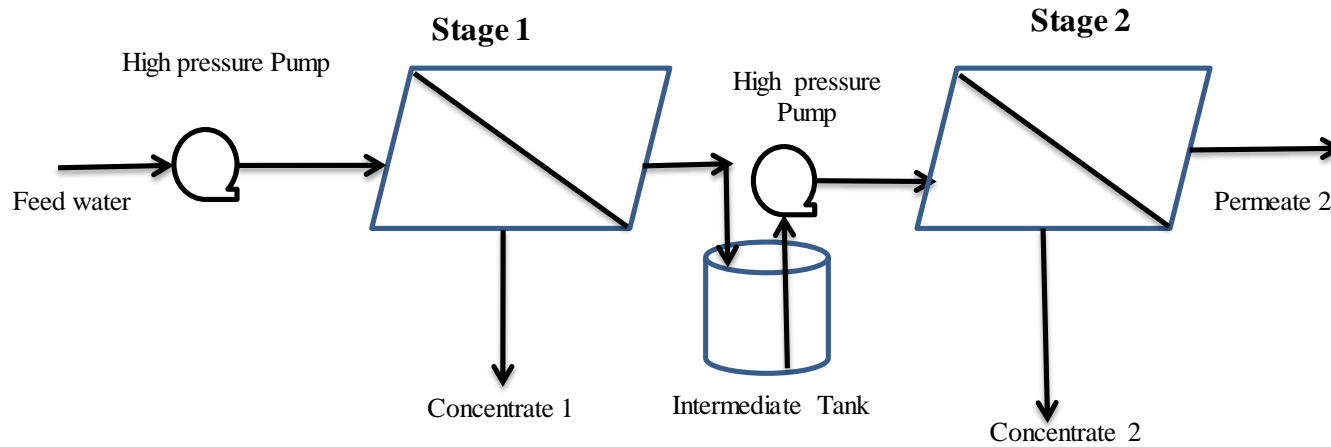 Stage 1
Stage 2
High pressure Pump
High pressure
Pump
Feed water
Permeate 2
Concentrate 1
Intermediate Tank
Concentrate 2